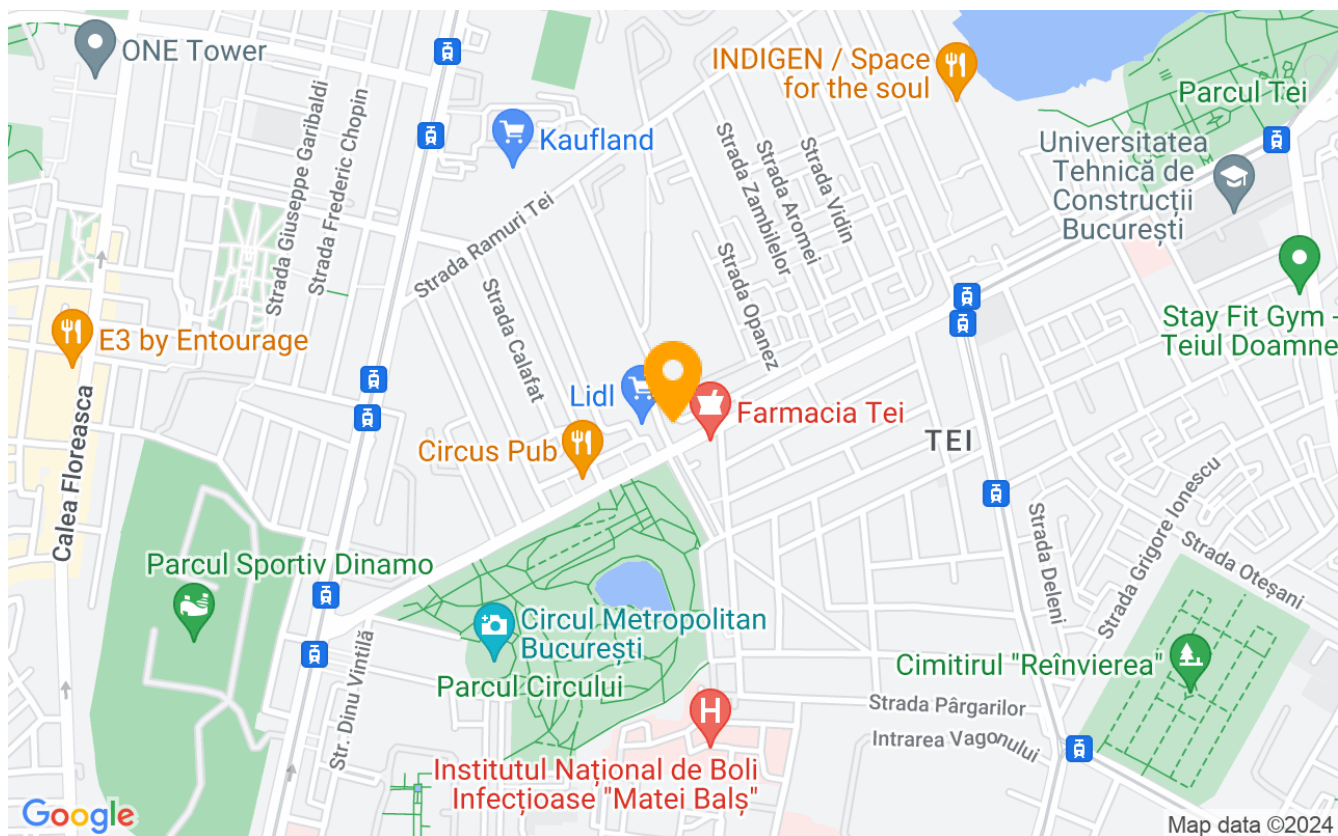 ONE Tower
INDIGEN / Space
for the soul
Parcul Tei
Kaufland
Universitatea
Tehnică de
Construcții
București
Strada Giuseppe Garibaldi
Strada Frederic Chopin
Strada Ramuri Tei
Strada Zambilelor
Strada Aromei
Strada Vidin
Strada Opanez
Strada Calafat
Stay Fit Gym -
Teiul Doamnei
E3 by Entourage
Calea Floreasca
Lidl
Farmacia Tei
Circus Pub
TEI
Strada Grigore Ionescu
Strada Oteșani
Strada Deleni
Parcul Sportiv Dinamo
Circul Metropolitan
București
Parcul Circului
Str. Dinu Vintilă
Cimitirul "Reînvierea"
Strada Pârgarilor
Intrarea Vagonului
H
Institutul Național de Boli
Infecțioase "Matei Balș"
Google
Map data ©2024